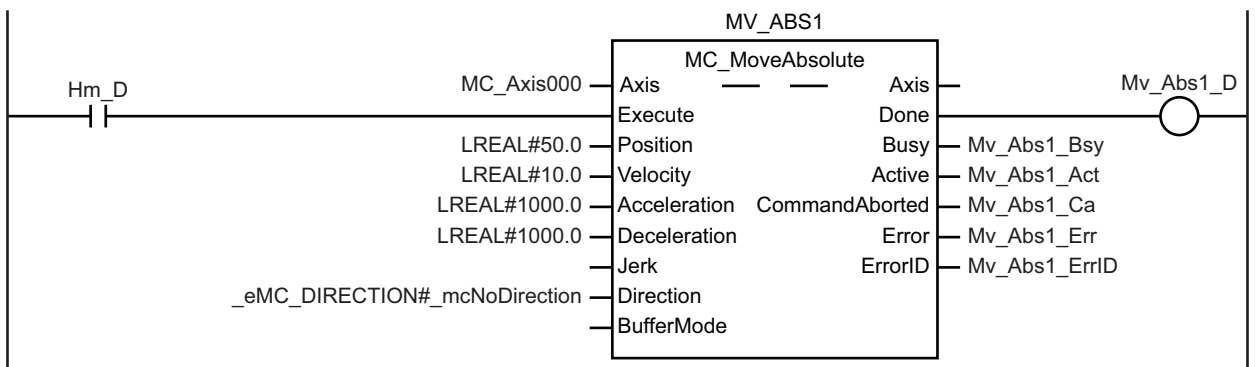 MV_ABS1
MC_MoveAbsolute
Hm_D
MC_Axis000 Axis Axis Mv_Abs1_D
Execute Done
LREAL#50.0 Position Busy Mv_Abs1_Bsy
LREAL#10.0 Velocity Active Mv_Abs1_Act
LREAL#1000.0 Acceleration CommandAborted Mv_Abs1_Ca
LREAL#1000.0 Deceleration Error Mv_Abs1_Err
Jerk ErrorID Mv_Abs1_ErrID
_eMC_DIRECTION#_mcNoDirection Direction
BufferMode